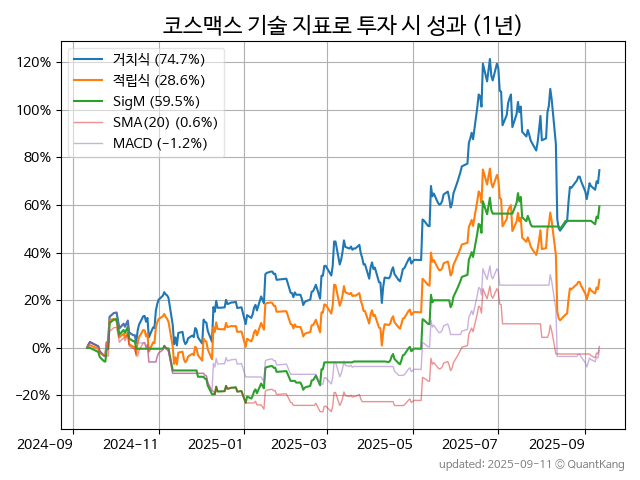 코스맥스 기술 지표로 투자 시 성과 (1년)
거치식 (74.7%)
적립식 (28.6%)
SigM (59.5%)
SMA(20) (0.6%)
MACD (−1.2%)
120%
100%
80%
60%
40%
20%
0%
−20%
2024−09
2024−11
2025−01
2025−03
2025−05
2025−07
2025−09
updated: 2025−09−11 ⓒ QuantKang